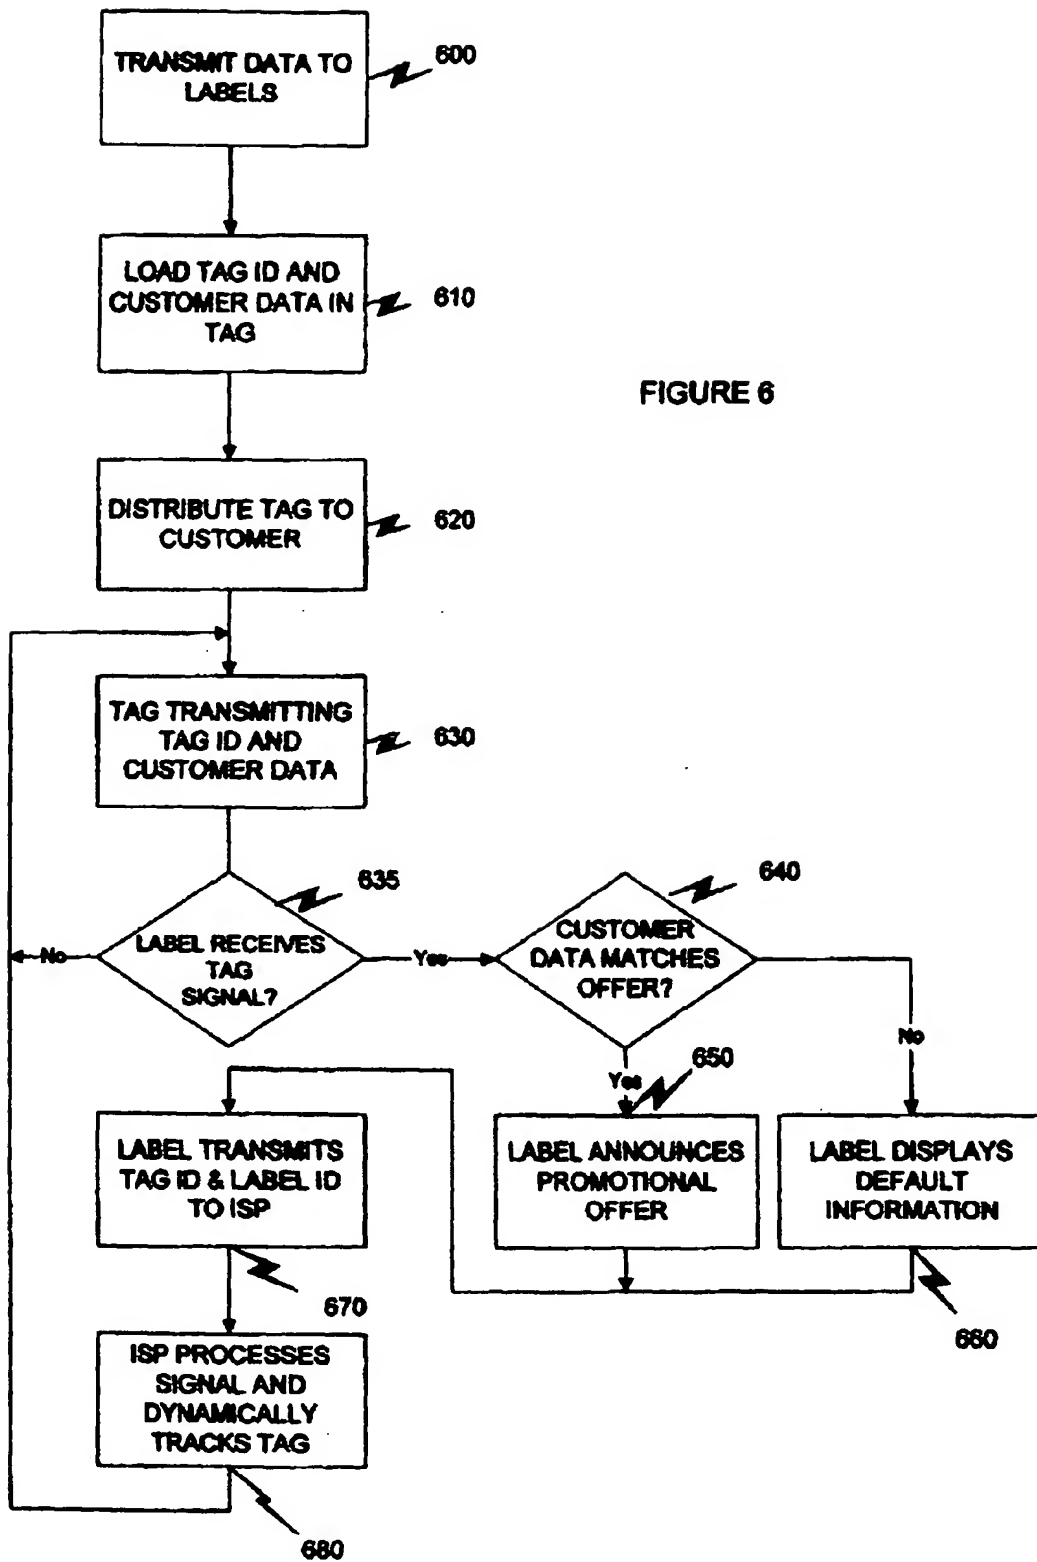 TRANSMIT DATA TO
LABELS
600
LOAD TAG ID AND
CUSTOMER DATA IN
TAG
610
FIGURE 6
DISTRIBUTE TAG TO
CUSTOMER
620
TAG TRANSMITTING
TAG ID AND
CUSTOMER DATA
630
635
LABEL RECEIVES
TAG
SIGNAL?
No
Yes
640
CUSTOMER
DATA MATCHES
OFFER?
No
Yes
650
LABEL TRANSMITS
TAG ID & LABEL ID
TO ISP
LABEL ANNOUNCES
PROMOTIONAL
OFFER
LABEL DISPLAYS
DEFAULT
INFORMATION
670
660
ISP PROCESSES
SIGNAL AND
DYNAMICALLY
TRACKS TAG
680